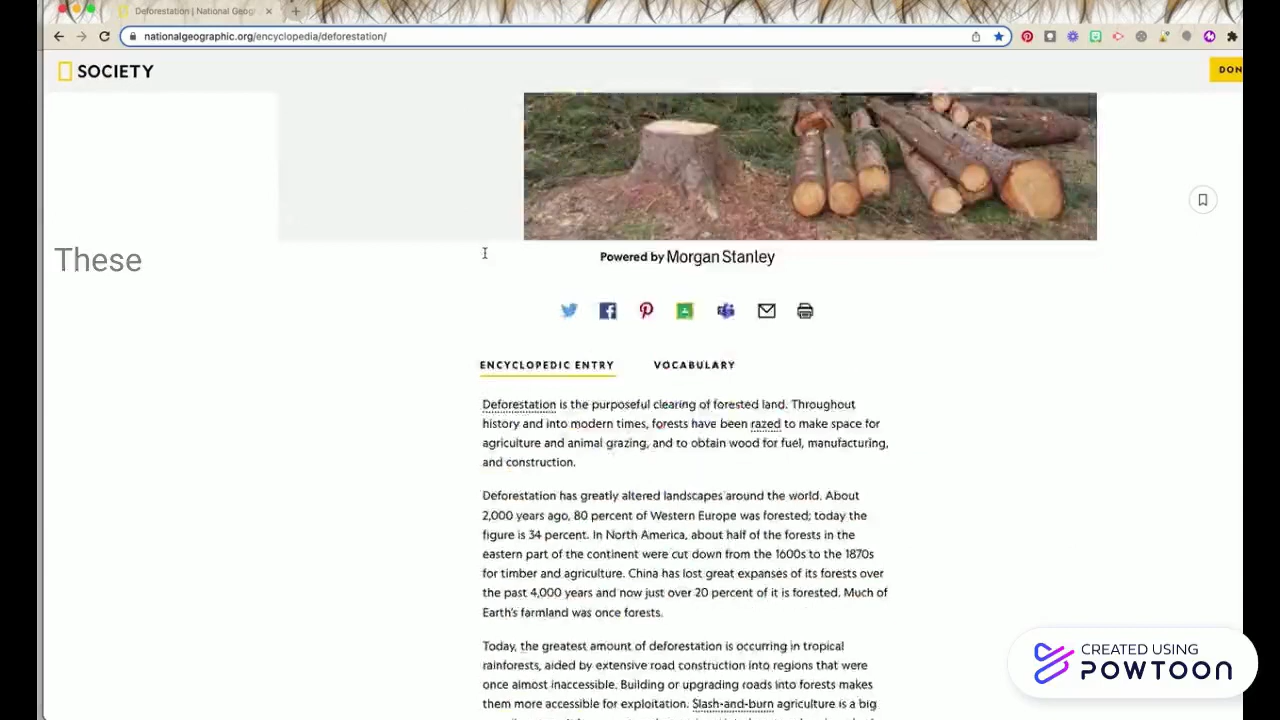 Deforestation | National Geogr
nationalgeographic.org/encyclopedia/deforestation/
SOCIETY
DON
These
Powered by Morgan Stanley
ENCYCLOPEDIC ENTRY VOCABULARY
Deforestation is the purposeful clearing of forested land. Throughout
history and into modern times, forests have been razed to make space for
agriculture and animal grazing, and to obtain wood for fuel, manufacturing,
and construction.
Deforestation has greatly altered landscapes around the world. About
2,000 years ago, 80 percent of Western Europe was forested; today the
figure is 34 percent. In North America, about half of the forests in the
eastern part of the continent were cut down from the 1600s to the 1870s
for timber and agriculture. China has lost great expanses of its forests over
the past 4,000 years and now just over 20 percent of it is forested. Much of
Earth's farmland was once forests.
Today, the greatest amount of deforestation is occurring in tropical
rainforests, aided by extensive road construction into regions that were
once almost inaccessible. Building or upgrading roads into forests makes
them more accessible for exploitation. Slash-and-burn agriculture is a big
CREATED USING
POWTOON